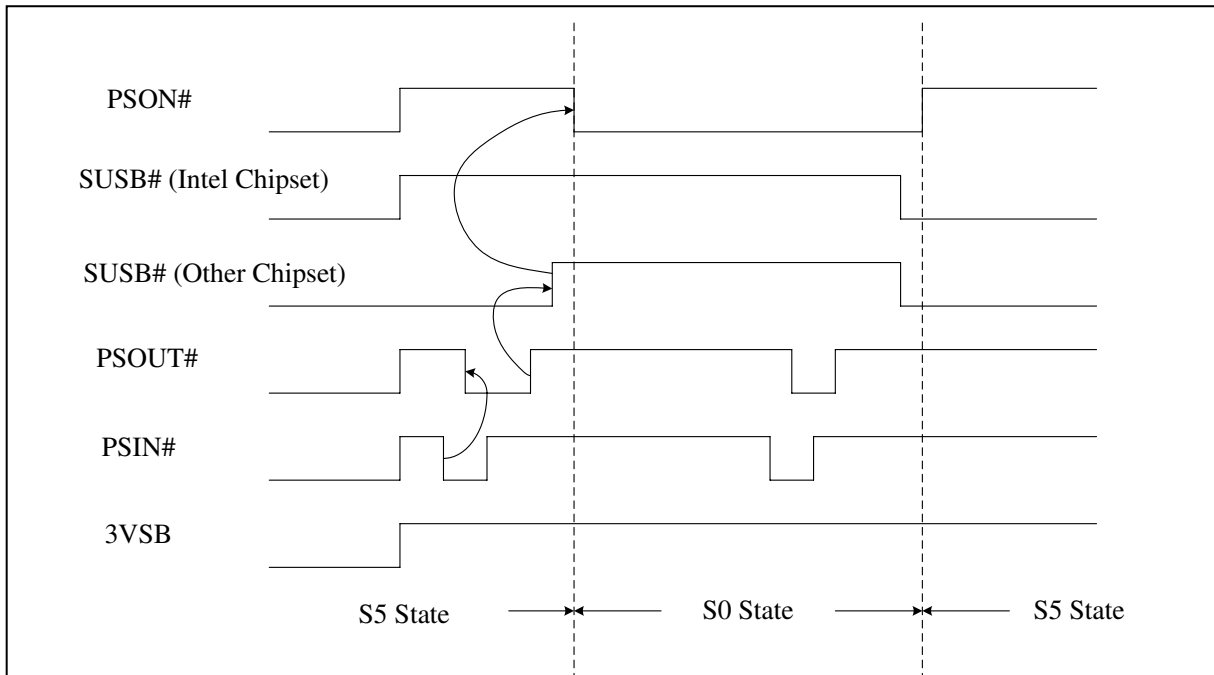 PSON#
SUSB# (Intel Chipset)
SUSB# (Other Chipset)
PSOUT#
PSIN#
3VSB
S5 State
S0 State
S5 State